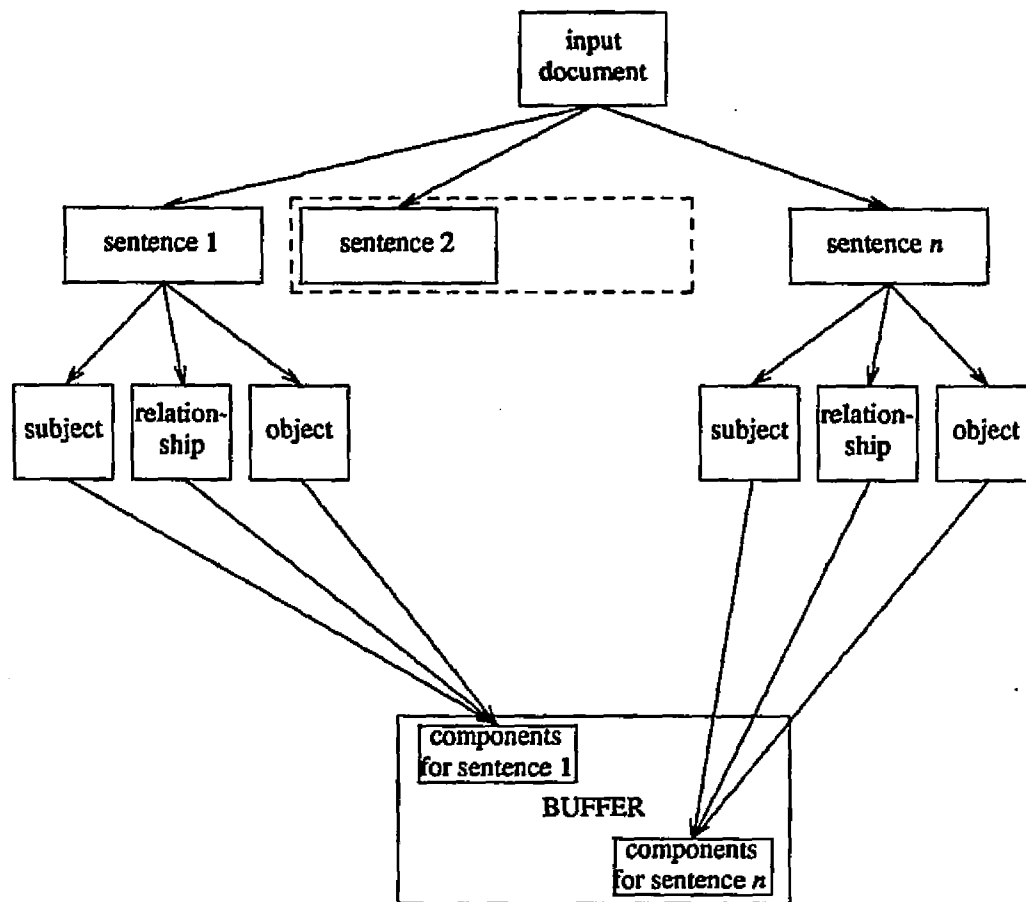 input
document
sentence 1
sentence 2
sentence n
subject
relation-
ship
object
subject
relation-
ship
object
components
for sentence 1
BUFFER
components
for sentence n